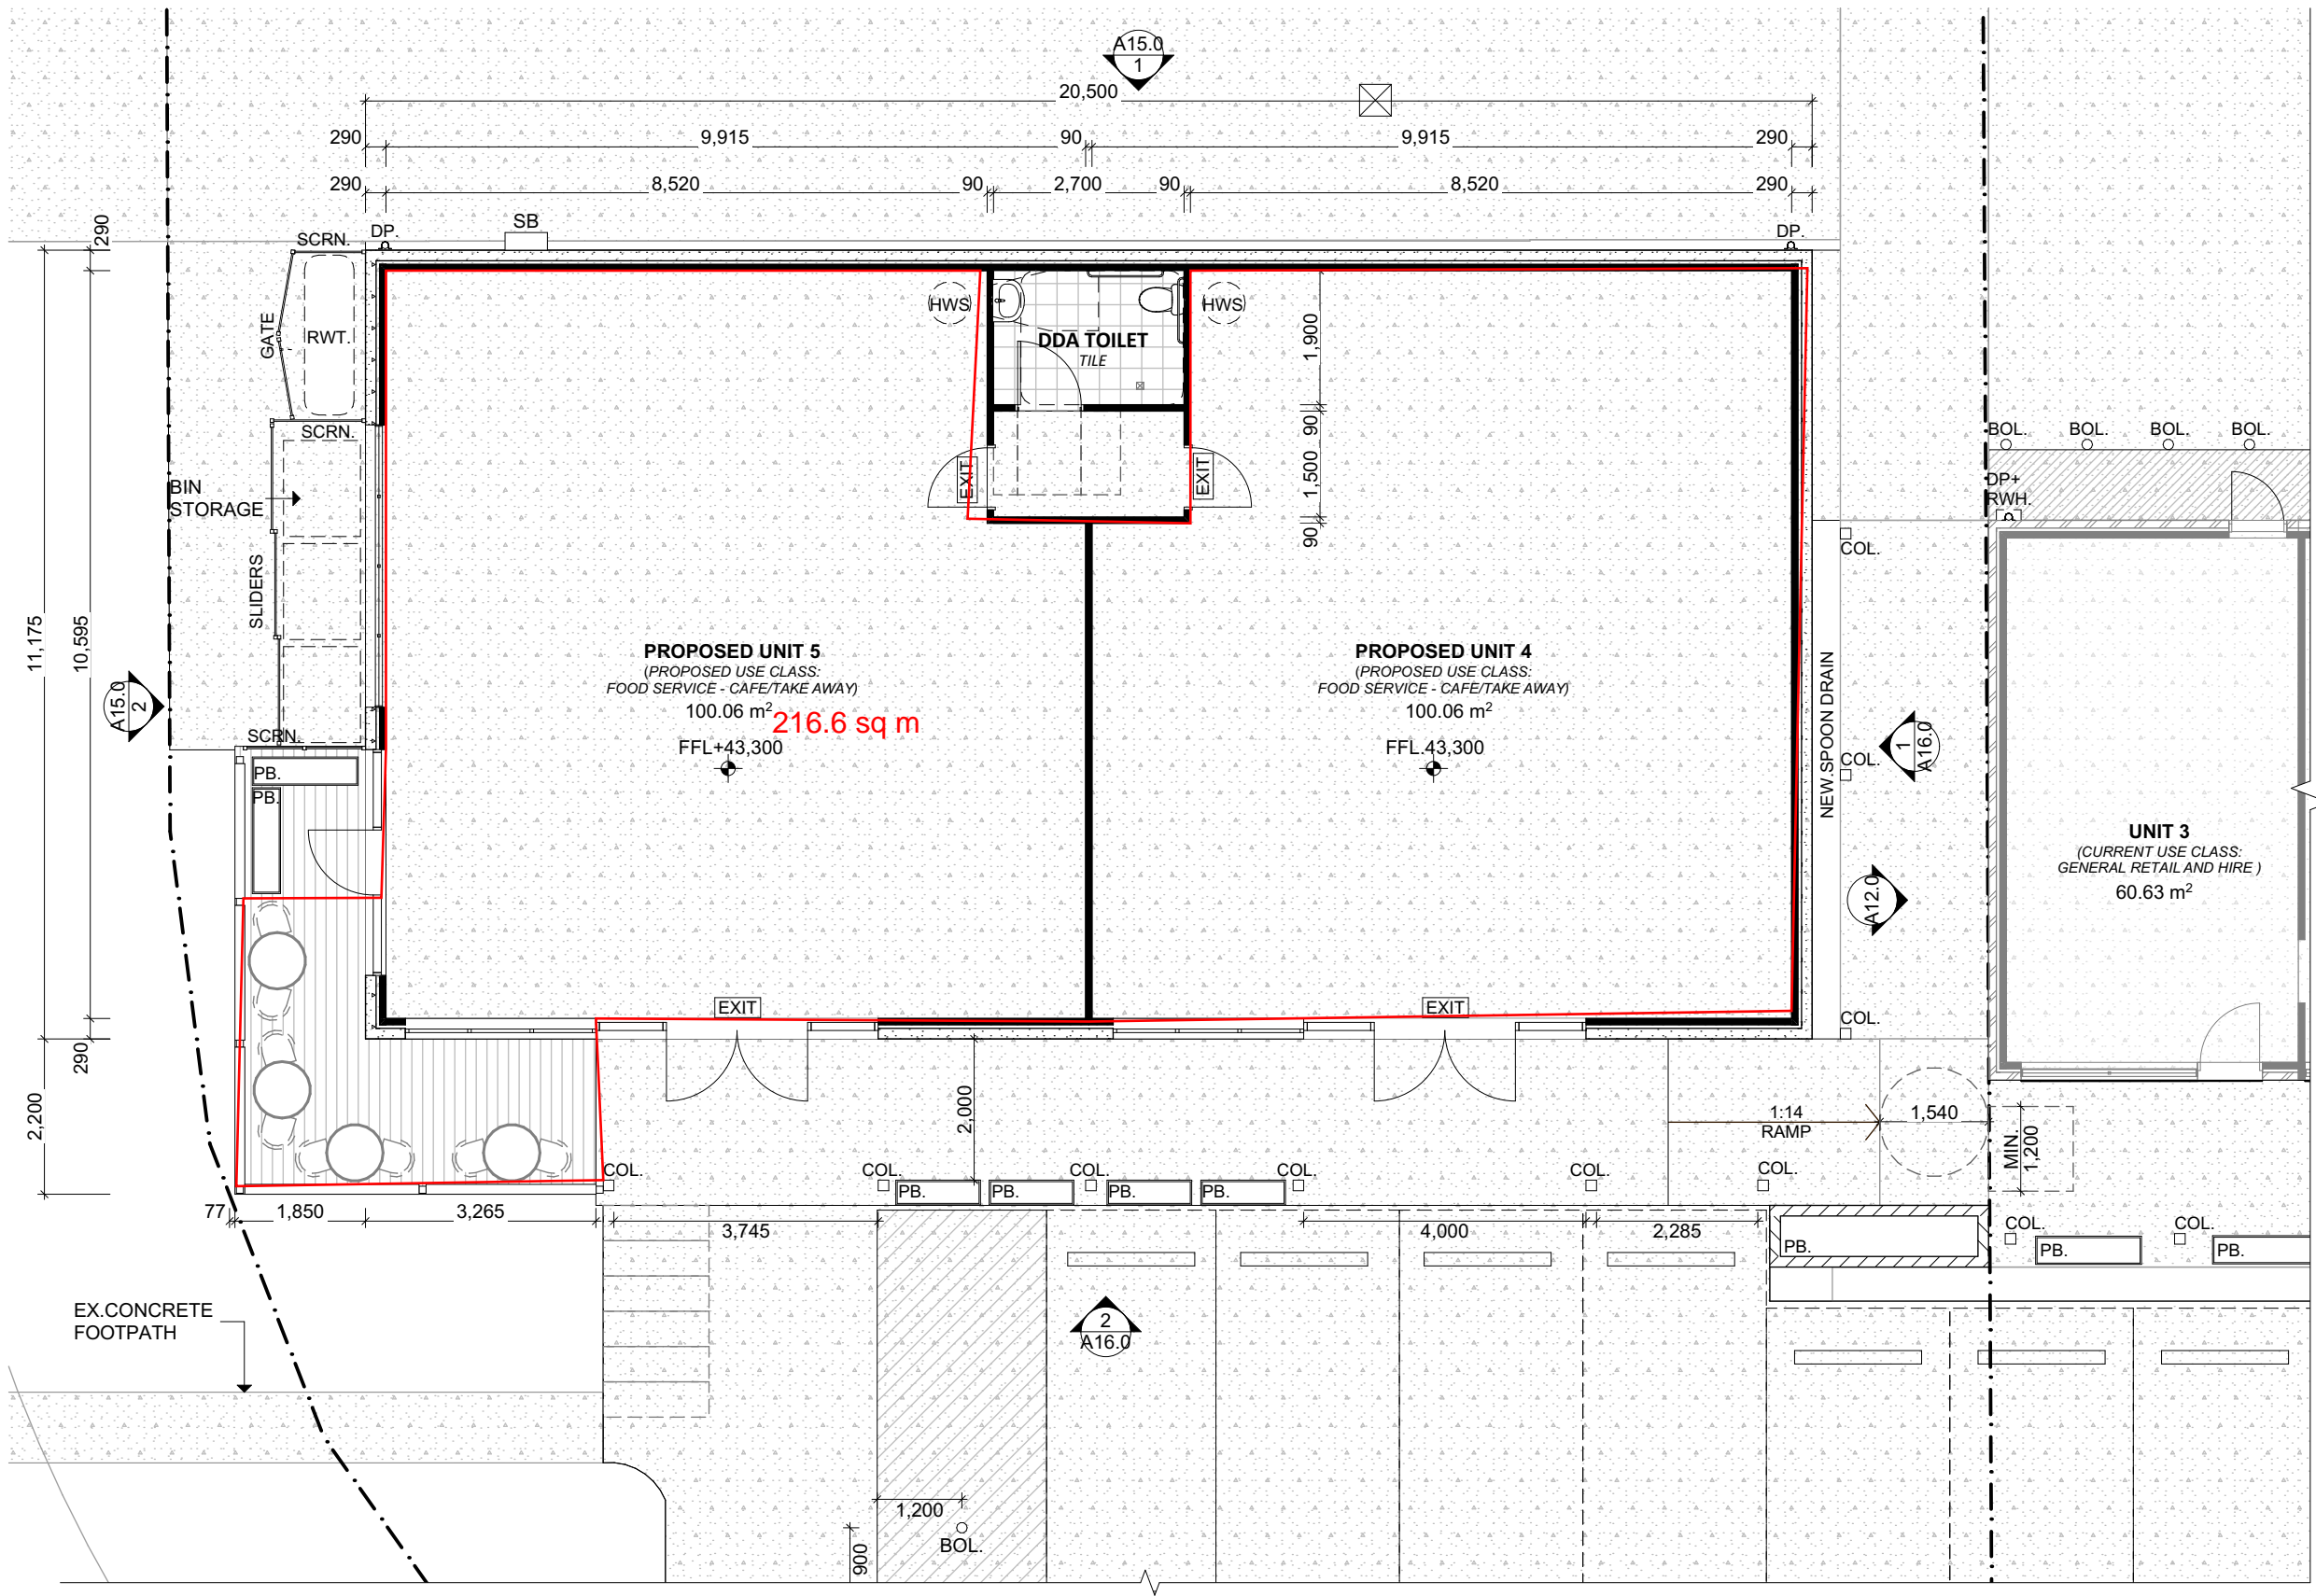 A15.0
1
20,500
290
9,915
90
9,915
290
290
8,520
90
2,700
90
8,520
290
290
SB
SCRN.
DP.
DP.
GATE
RWT.
HWS
HWS
DDA TOILET
TILE
1,900
SCRN.
BOL.
BOL.
BOL.
BOL.
90
EXIT
EXIT
1,500
BIN
STORAGE
DP+
RWH.
90
COL.
SLIDERS
11,175
10,595
PROPOSED UNIT 5
(PROPOSED USE CLASS:
FOOD SERVICE - CAFE/TAKE AWAY)
100.06 m²
216.6 sq m
FFL+43,300
PROPOSED UNIT 4
(PROPOSED USE CLASS:
FOOD SERVICE - CAFE/TAKE AWAY)
100.06 m²
FFL.43,300
NEW.SPOON DRAIN
A15.0
2
SCRN.
1
A16.0
COL.
PB.
PB.
UNIT 3
(CURRENT USE CLASS:
GENERAL RETAIL AND HIRE )
60.63 m²
A12.0
EXIT
EXIT
COL.
290
2,200
2,000
1:14
RAMP
1,540
MIN.
1,200
COL.
COL.
COL.
COL.
COL.
COL.
PB.
PB.
PB.
PB.
77
1,850
3,265
3,745
4,000
2,285
PB.
COL.
COL.
PB.
PB.
EX.CONCRETE
FOOTPATH
2
A16.0
1,200
900
BOL.